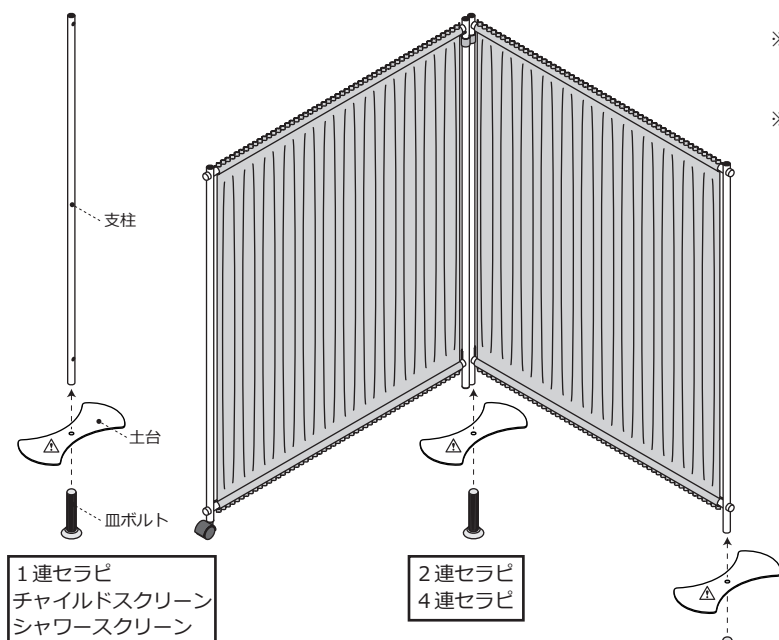 ※
※
支柱
土台
皿ボルト
1連セラピ
チャイルドスクリーン
シャワースクリーン
2連セラピ
4連セラピ